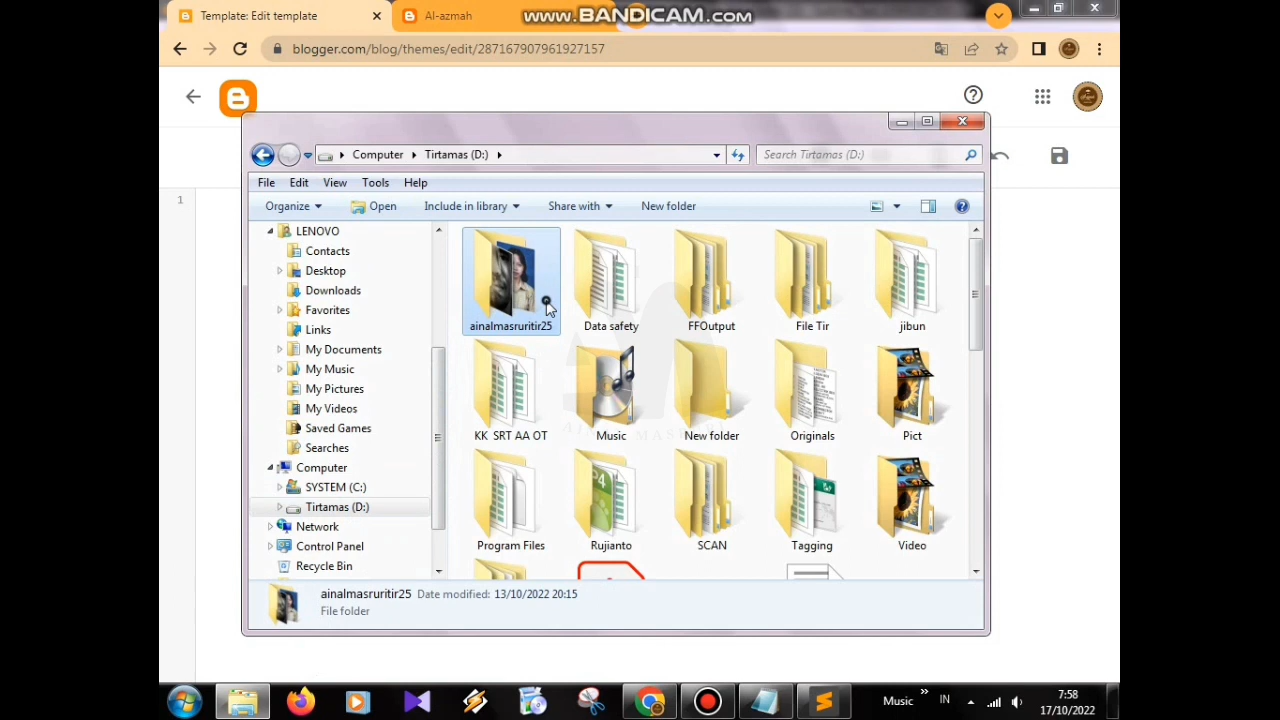 Template: Edit template
Al-azmah
www.BANDICAM.com
blogger.com/blog/themes/edit/287167907961927157
1
Computer
Tirtamas (D:)
Search Tirtamas (D:)
File Edit View Tools Help
Organize
Open
Include in library
Share with
New folder
LENOVO
Contacts
Desktop
Downloads
Favorites
Links
My Documents
My Music
My Pictures
My Videos
Saved Games
Searches
Computer
SYSTEM (C:)
Tirtamas (D:)
Network
Control Panel
Recycle Bin
ainalmasruritir25
Data safety
FFOutput
File Tir
jibun
KK SRT AA OT
Music
New folder
Originals
Pict
Program Files
Rujianto
SCAN
Tagging
Video
ainalmasruritir25 Date modified: 13/10/2022 20:15
File folder
Music
IN
7:58
17/10/2022